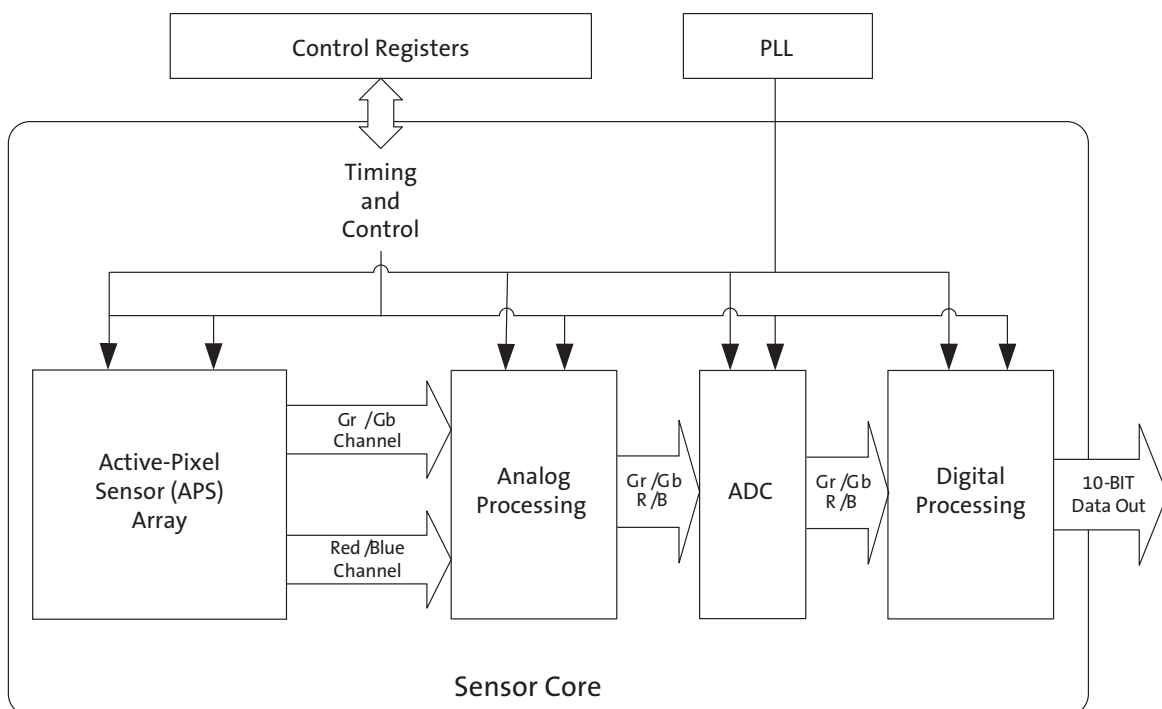 Control Registers
PLL
Timing
and
Control
Active-Pixel
Sensor (APS)
Array
Gr /Gb
Channel
Red /Blue
Channel
Analog
Processing
Gr /Gb
R /B
ADC
Gr /Gb
R /B
Digital
Processing
10-BIT
Data Out
Sensor Core